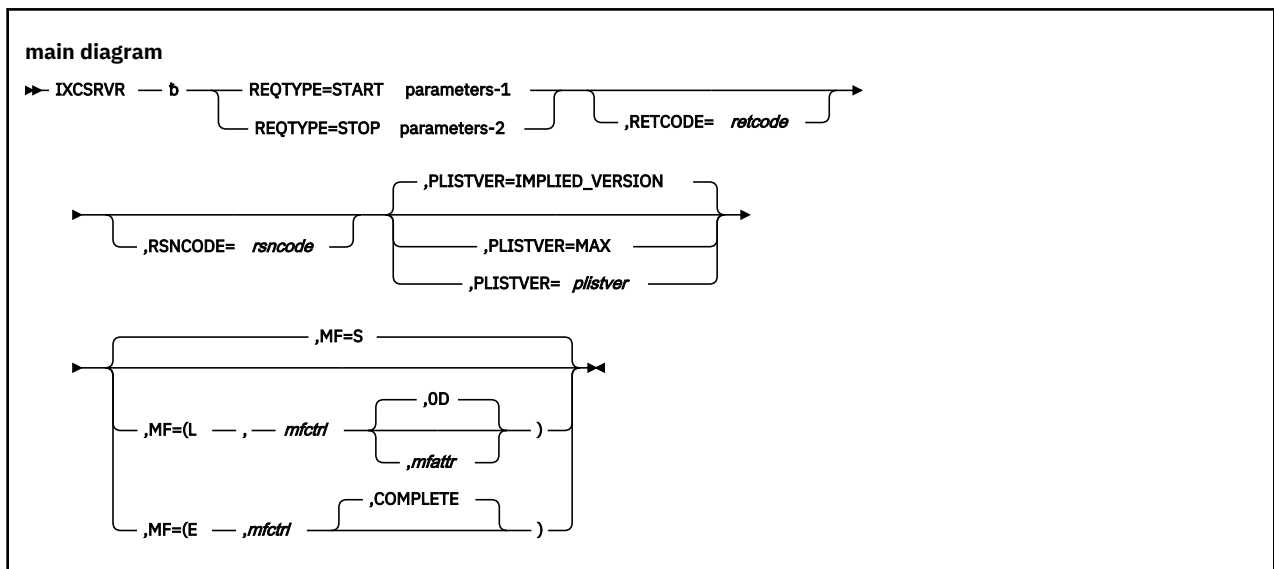 main diagram
IXCSRVR ƀ REQTYPE=START parameters-1
REQTYPE=STOP parameters-2
,RETCODE= retcode
,PLISTVER=IMPLIED_VERSION
,RSNCODE= rsncode
,PLISTVER=MAX
,PLISTVER= plistver
,MF=S
,0D
,MF=(L , mfctrl )
,mfattr
,COMPLETE
,MF=(E ,mfctrl )